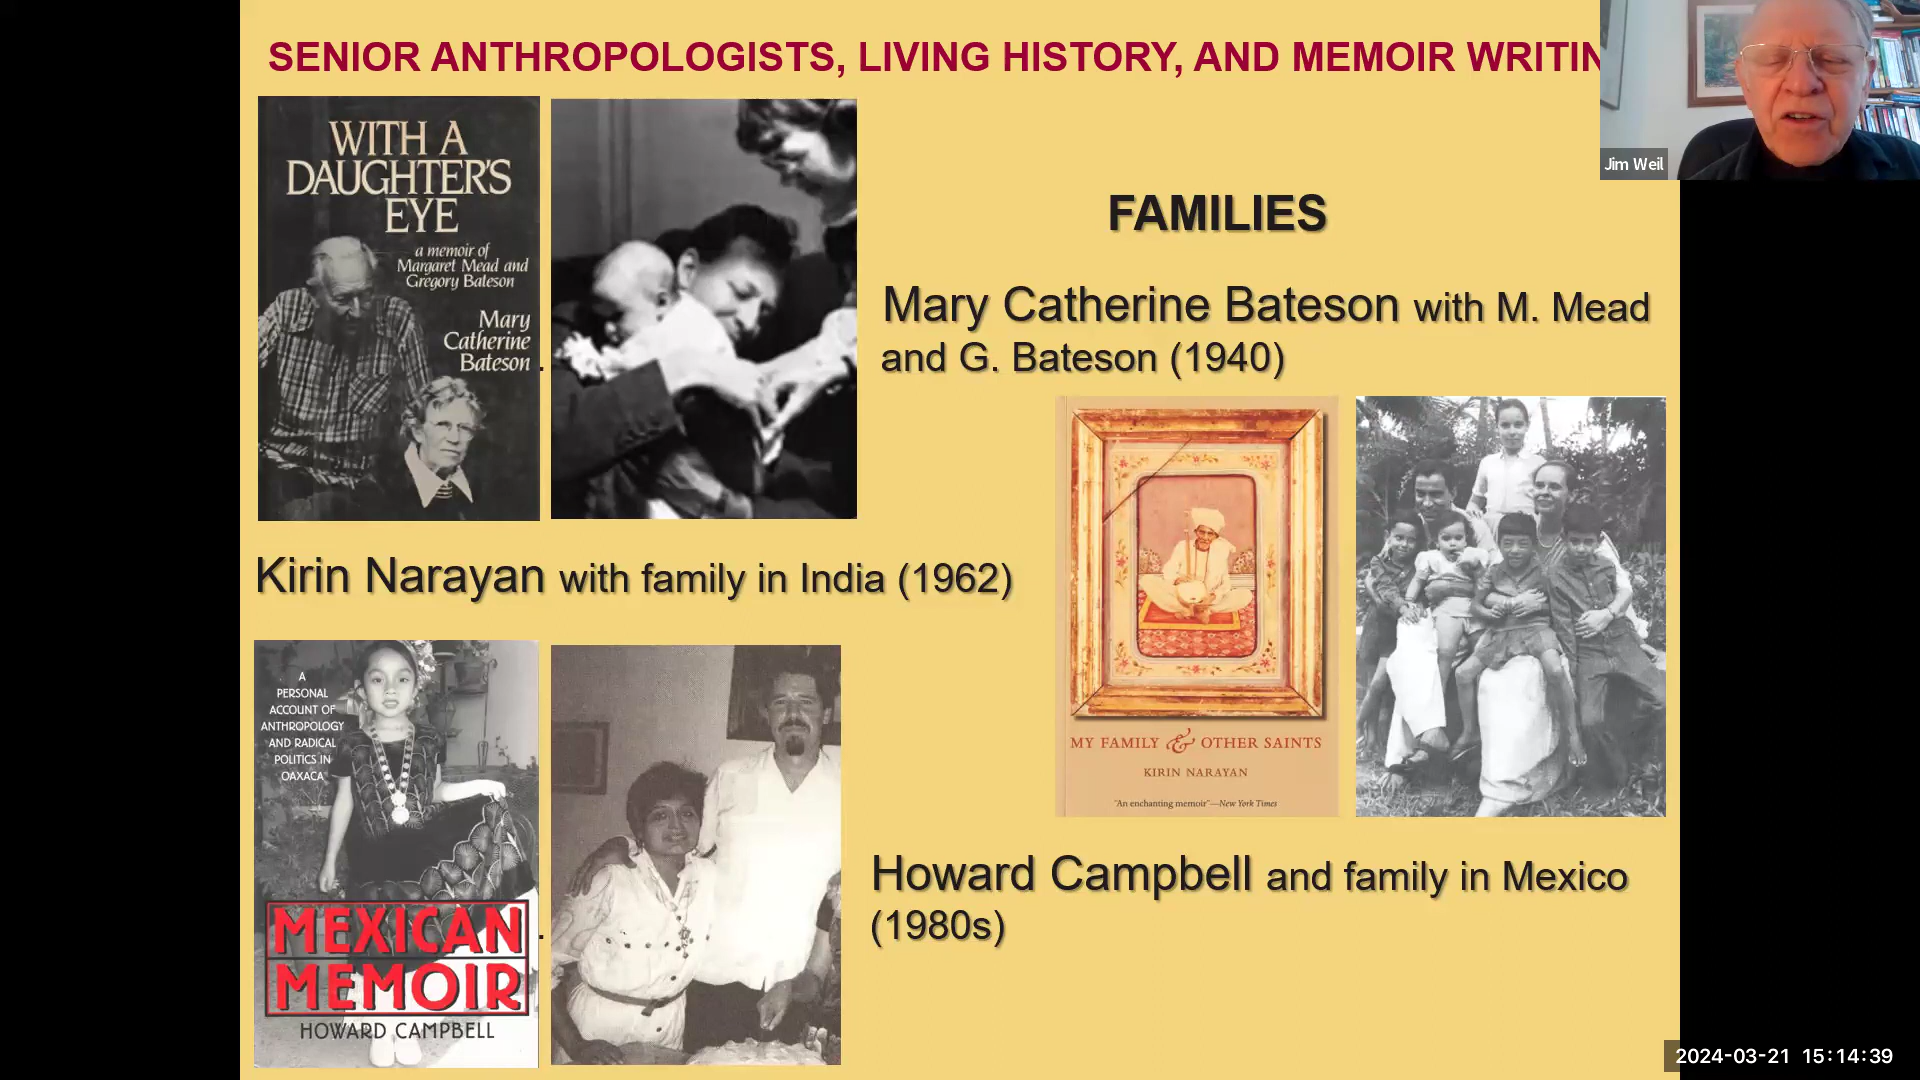 SENIOR ANTHROPOLOGISTS, LIVING HISTORY, AND MEMOIR WRITIN
Jim Weil
WITH A
DAUGHTER'S
EYE
a memoir of
Margaret Mead and
Gregory Bateson
Mary
Catherine
Bateson
.
FAMILIES
Mary Catherine Bateson with M. Mead
and G. Bateson (1940)
Kirin Narayan with family in India (1962)
MY FAMILY & OTHER SAINTS
KIRIN NARAYAN
"An enchanting memoir"—New York Times
A
PERSONAL
ACCOUNT OF
ANTHROPOLOGY
AND RADICAL
POLITICS IN
OAXACA
MEXICAN
MEMOIR
HOWARD CAMPBELL
.
Howard Campbell and family in Mexico
(1980s)
2024-03-21 15:14:39